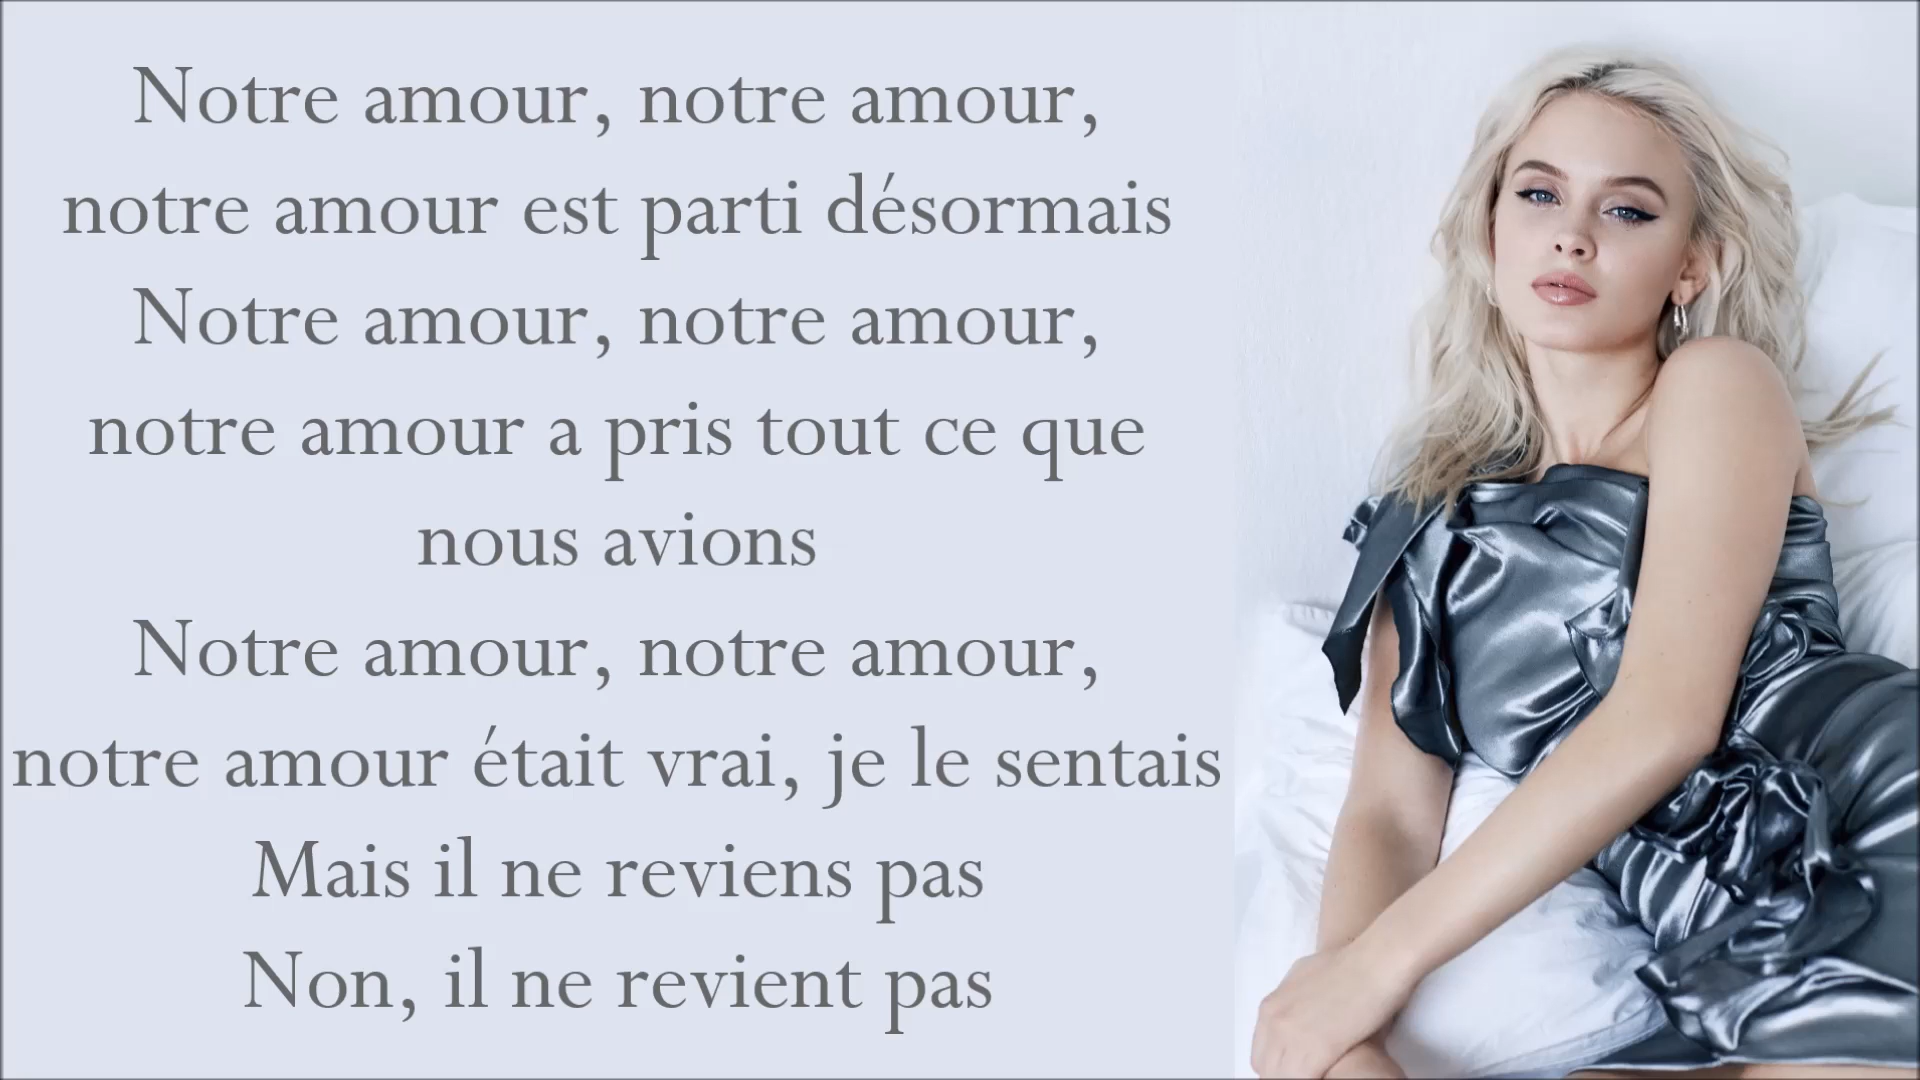 Notre amour, notre amour,
notre amour est parti désormais
Notre amour, notre amour,
notre amour a pris tout ce que
nous avions
Notre amour, notre amour,
notre amour était vrai, je le sentais
Mais il ne reviens pas
Non, il ne revient pas